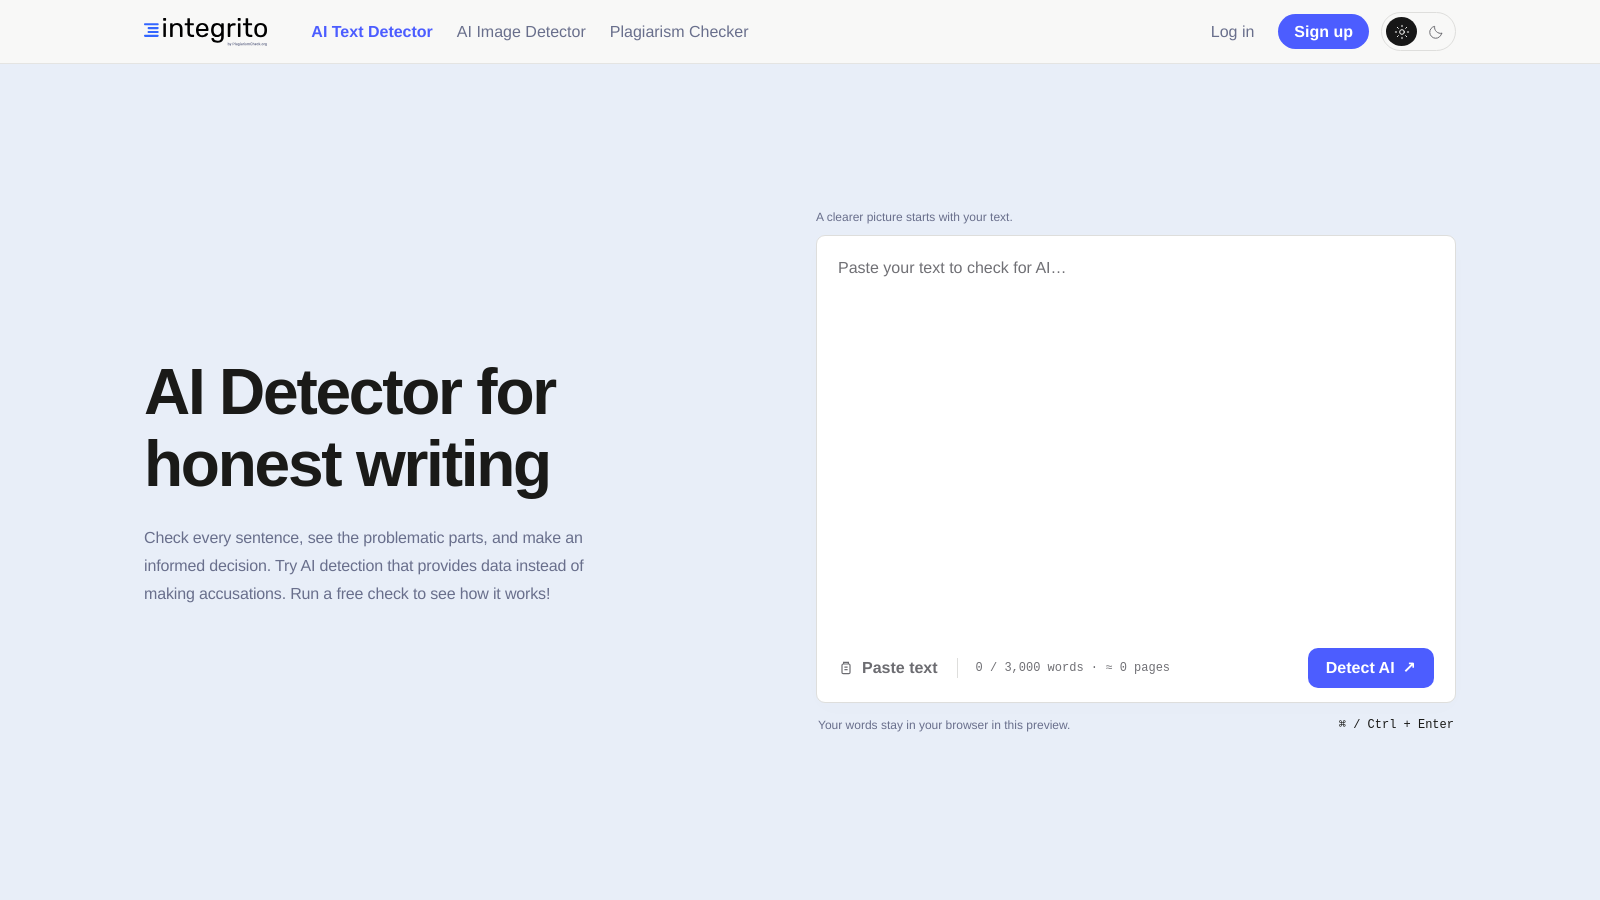 integrito
by PlagiarismCheck.org
AI Text Detector
AI Image Detector
Plagiarism Checker
Log in
Sign up
A clearer picture starts with your text.
Paste your text to check for AI…
AI Detector for
honest writing
Check every sentence, see the problematic parts, and make an
informed decision. Try AI detection that provides data instead of
making accusations. Run a free check to see how it works!
Paste text
0 / 3,000 words · ≈ 0 pages
Detect AI ↗
Your words stay in your browser in this preview.
⌘ / Ctrl + Enter